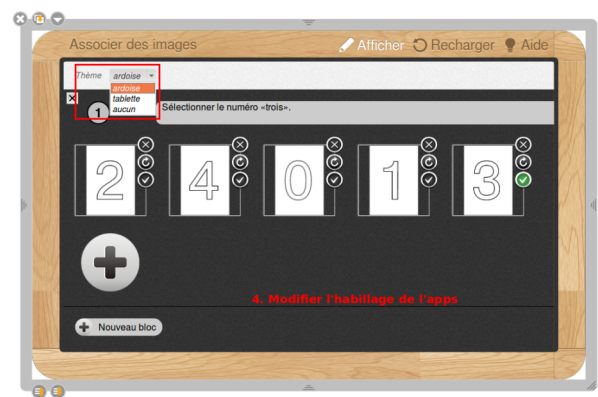 Associer des images
Afficher Recharger Aide
Thème ardoise
ardoise
tablette
aucun
1 Sélectionner le numéro «trois».
2 4 0 1 3
4. Modifier l'habillage de l'apps
Nouveau bloc